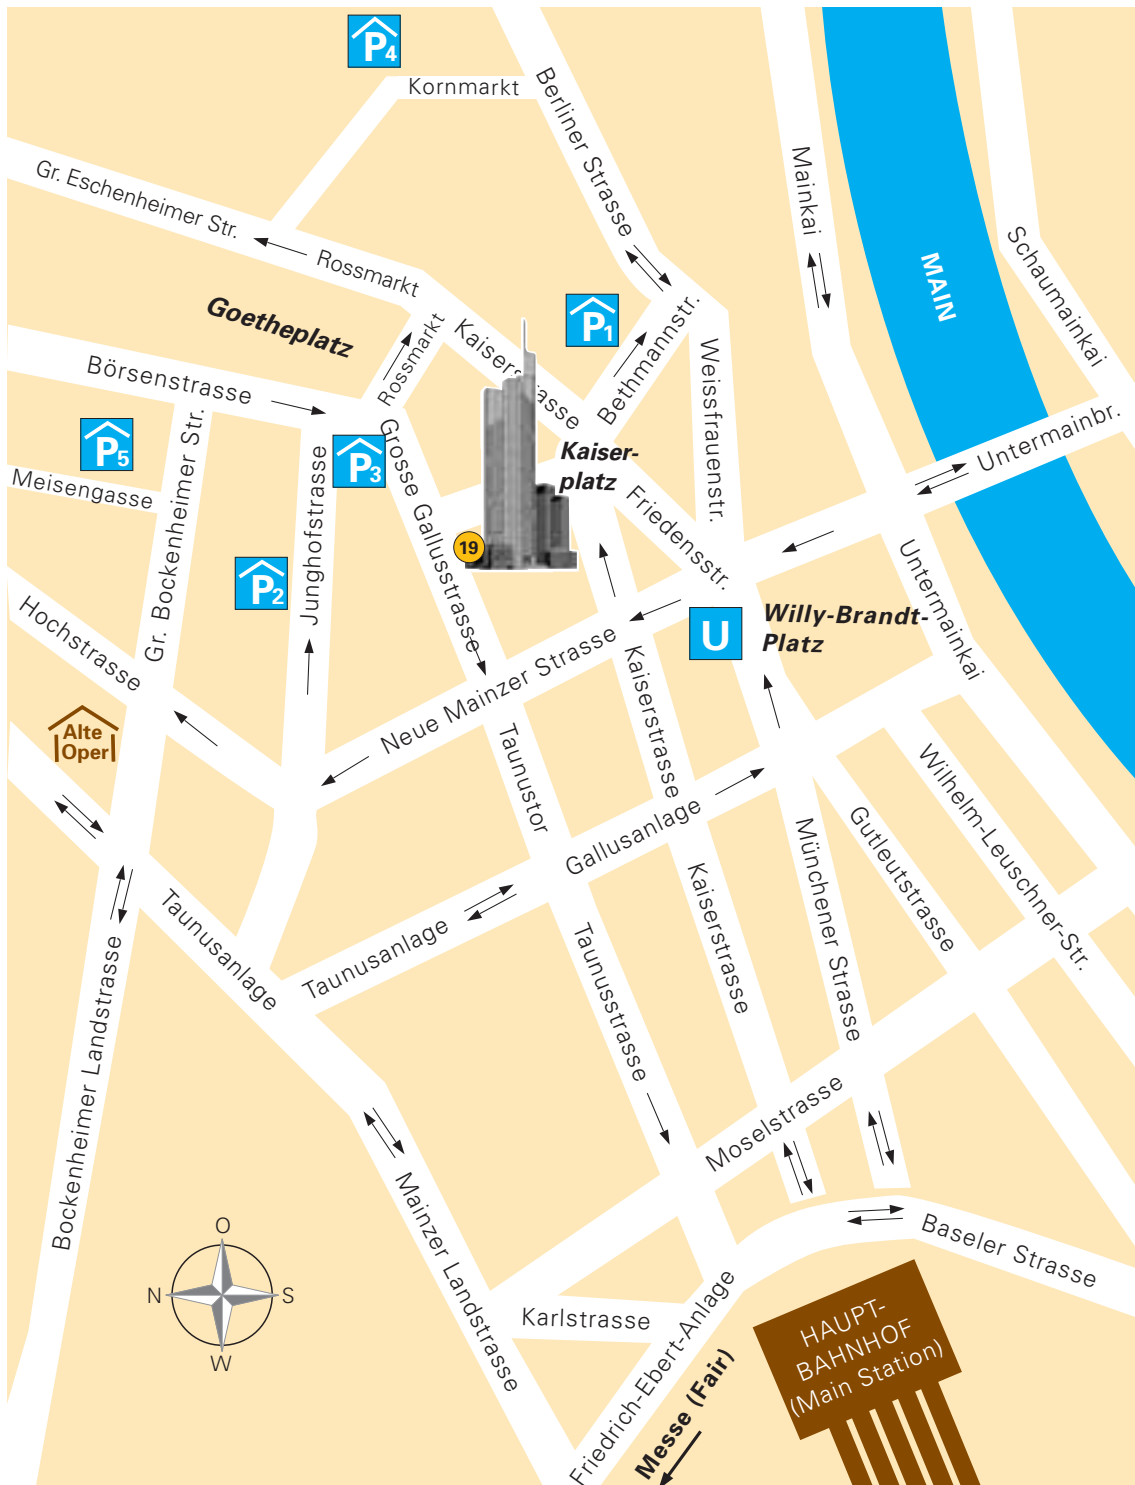 P4
Kornmarkt
Berliner Strasse
Mainkai
Gr. Eschenheimer Str.
Rossmarkt
Schaumainkai
MAIN
Goetheplatz
P1
Rossmarkt
Kaiserstrasse
Bethmannstr.
Weissfrauenstr.
Börsenstrasse
P5
P3
Meisengasse
Gr. Bockenheimer Str.
Junghofstrasse
Grosse Gallusstrasse
Kaiser-
platz
Untermainbr.
Friedensstr.
19
P2
Untermainkai
Hochstrasse
U
Willy-Brandt-
Platz
Neue Mainzer Strasse
Kaiserstrasse
Alte
Oper
Taunustor
Wilhelm-Leuschner-Str.
Gallusanlage
Gutleutstrasse
Münchener Strasse
Kaiserstrasse
Taunusanlage
Taunusanlage
Taunusstrasse
Bockenheimer Landstrasse
Moselstrasse
Mainzer Landstrasse
O
N
S
W
Baseler Strasse
Karlstrasse
Friedrich-Ebert-Anlage
HAUPT-
BAHNHOF
(Main Station)
Messe (Fair)